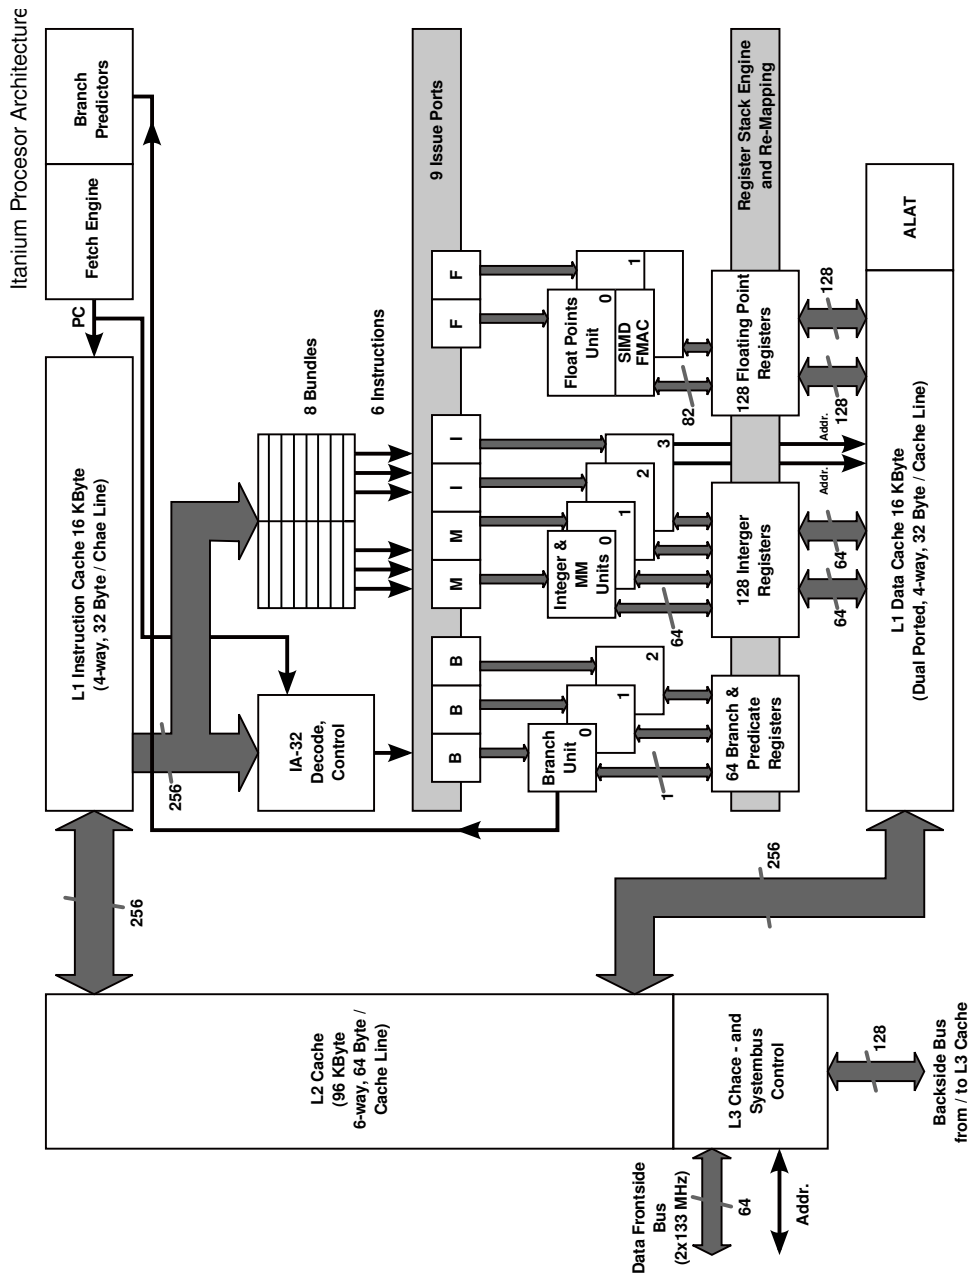 Itanium Procesor Architecture
Branch
Predictors
Fetch Engine
PC
L1 Instruction Cache 16 KByte
(4-way, 32 Byte / Chae Line)
256
256
8 Bundles
6 Instructions
IA-32
Decode,
Control
9 Issue Ports
B
B
B
M
M
I
I
F
F
Branch
Unit
0
1
2
Integer &
MM
Units
0
1
2
3
Float Points
Unit
0
SIMD
FMAC
1
1
64
82
Register Stack Engine
and Re-Mapping
64 Branch &
Predicate
Registers
128 Interger
Registers
128 Floating Point
Registers
64
64
Addr.
Addr.
128
128
L1 Data Cache 16 KByte
(Dual Ported, 4-way, 32 Byte / Cache Line)
ALAT
256
L2 Cache
(96 KByte
6-way, 64 Byte /
Cache Line)
L3 Chace - and
Systembus
Control
Data Frontside
Bus
(2x133 MHz)
64
Addr.
128
Backside Bus
from / to L3 Cache